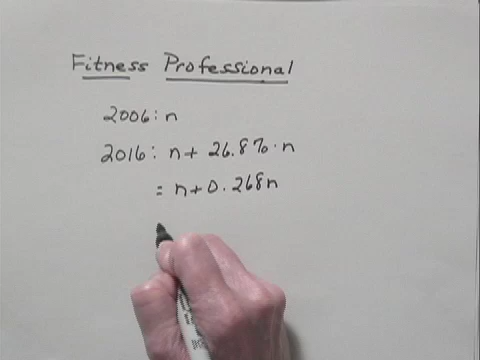 Fitness Professional
2006: n
2016: n + 26.8% · n
= n + 0.268n